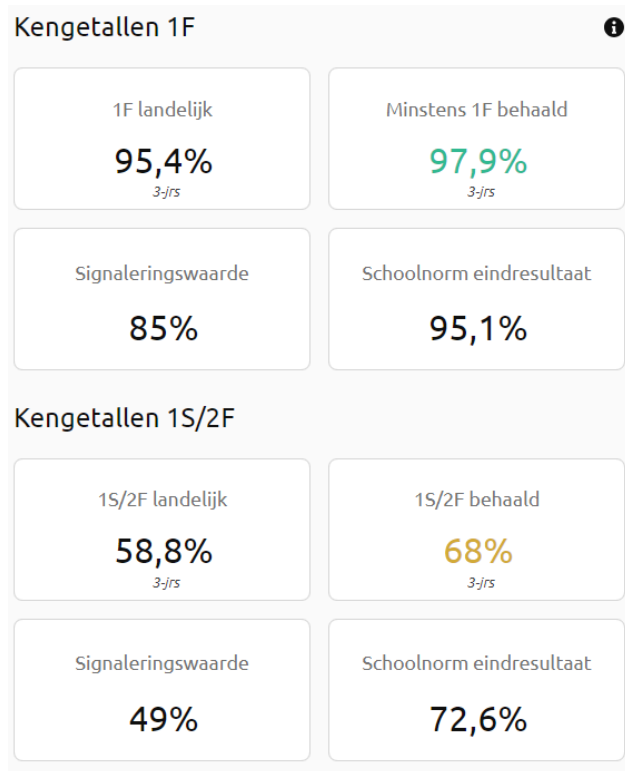 Kengetallen 1F
1F landelijk
95,4%
3-jrs
Minstens 1F behaald
97,9%
3-jrs
Signaleringswaarde
85%
Schoolnorm eindresultaat
95,1%
Kengetallen 1S/2F
1S/2F landelijk
58,8%
3-jrs
1S/2F behaald
68%
3-jrs
Signaleringswaarde
49%
Schoolnorm eindresultaat
72,6%